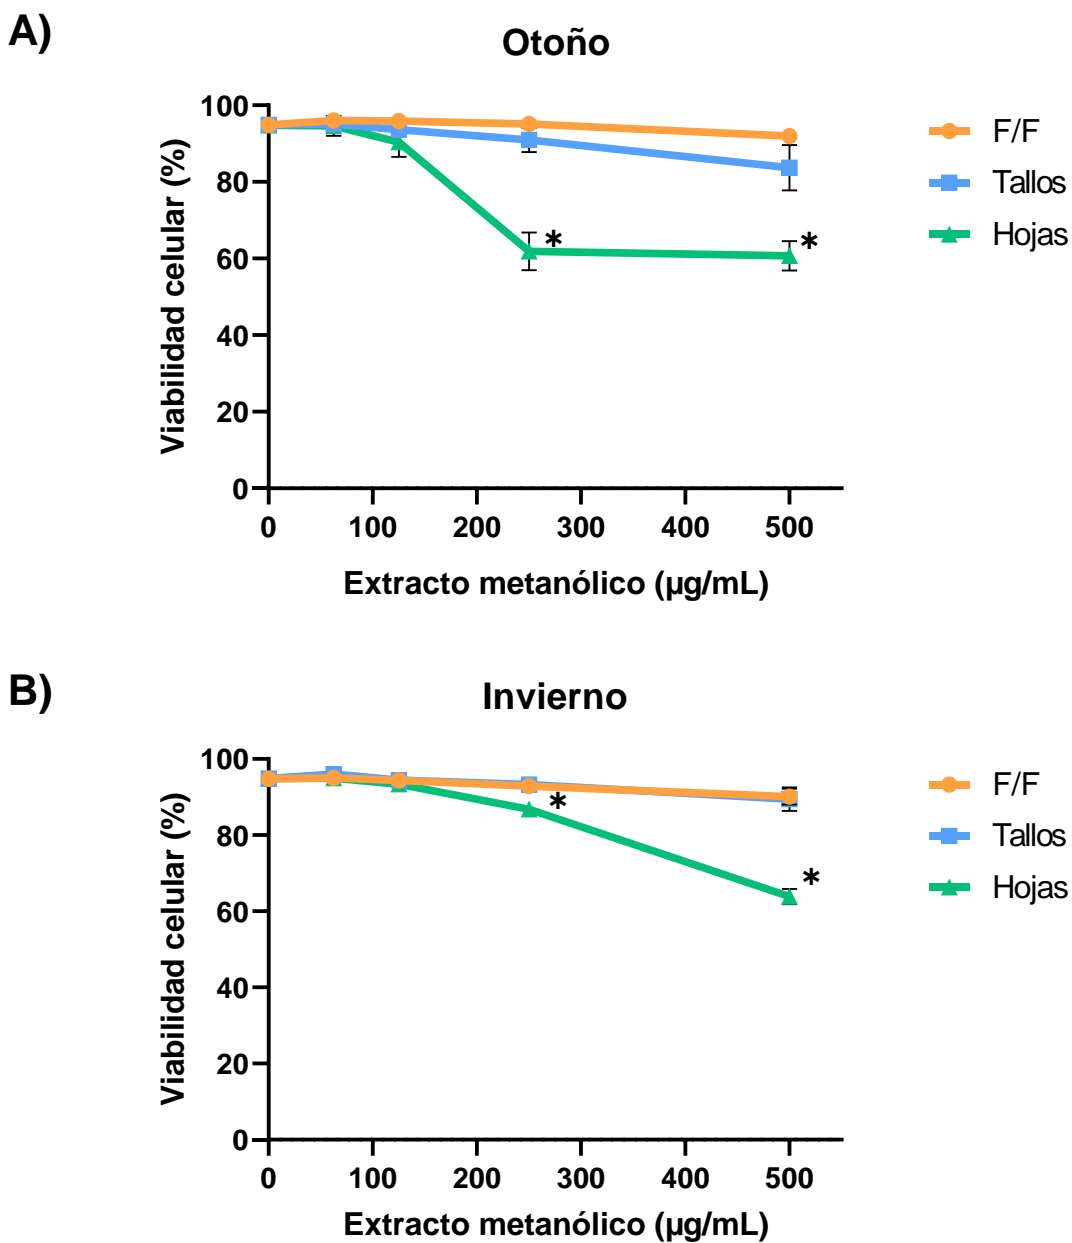 A)
Otoño
Viabilidad celular (%)
100
80
60
40
20
0
0 100 200 300 400 500
Extracto metanólico (µg/mL)
F/F
Tallos
Hojas
*
*
B)
Invierno
Viabilidad celular (%)
100
80
60
40
20
0
0 100 200 300 400 500
Extracto metanólico (µg/mL)
F/F
Tallos
Hojas
*
*